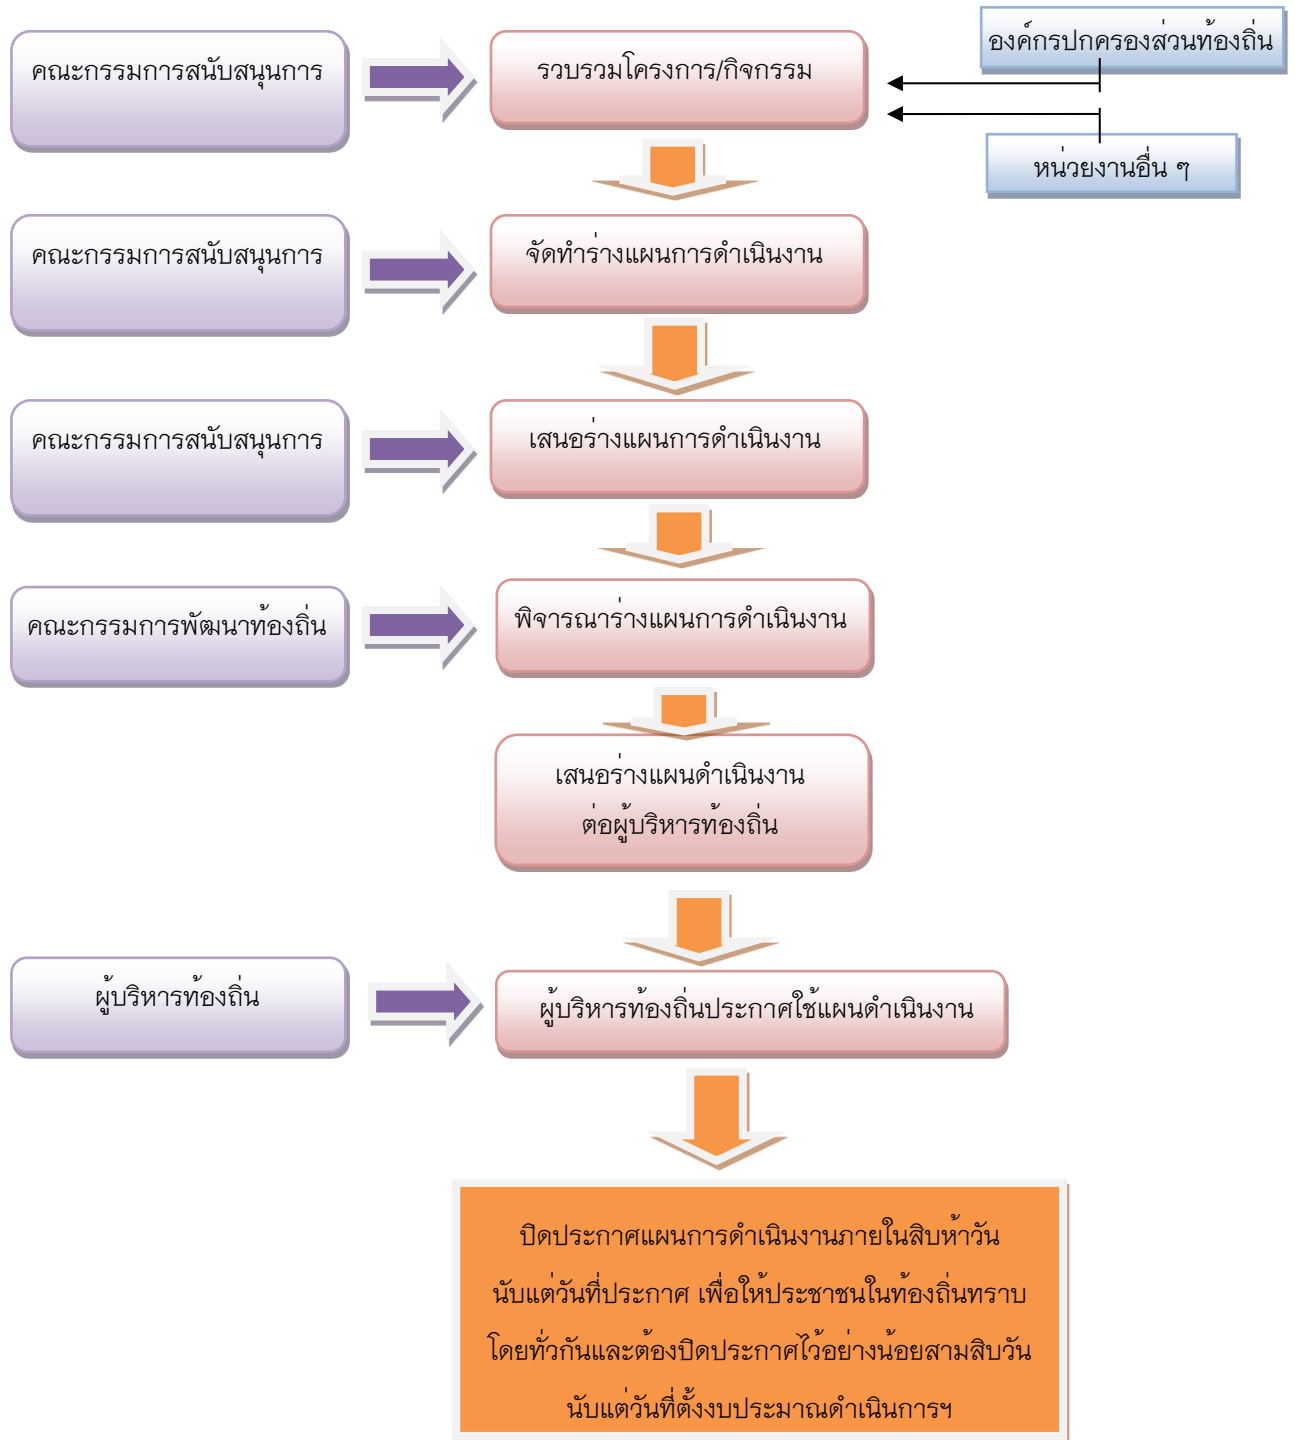 คณะกรรมการสนับสนุนการ
รวบรวมโครงการ/กิจกรรม
องค์กรปกครองส่วนท้องถิ่น
หน่วยงานอื่น ๆ
คณะกรรมการสนับสนุนการ
จัดทำร่างแผนการดำเนินงาน
คณะกรรมการสนับสนุนการ
เสนอร่างแผนการดำเนินงาน
คณะกรรมการพัฒนาท้องถิ่น
พิจารณาร่างแผนการดำเนินงาน
เสนอร่างแผนดำเนินงาน
ต่อผู้บริหารท้องถิ่น
ผู้บริหารท้องถิ่น
ผู้บริหารท้องถิ่นประกาศใช้แผนดำเนินงาน
ปิดประกาศแผนการดำเนินงานภายในสิบห้าวัน
นับแต่วันที่ประกาศ เพื่อให้ประชาชนในท้องถิ่นทราบ
โดยทั่วกันและต้องปิดประกาศไว้อย่างน้อยสามสิบวัน
นับแต่วันที่ตั้งงบประมาณดำเนินการฯ